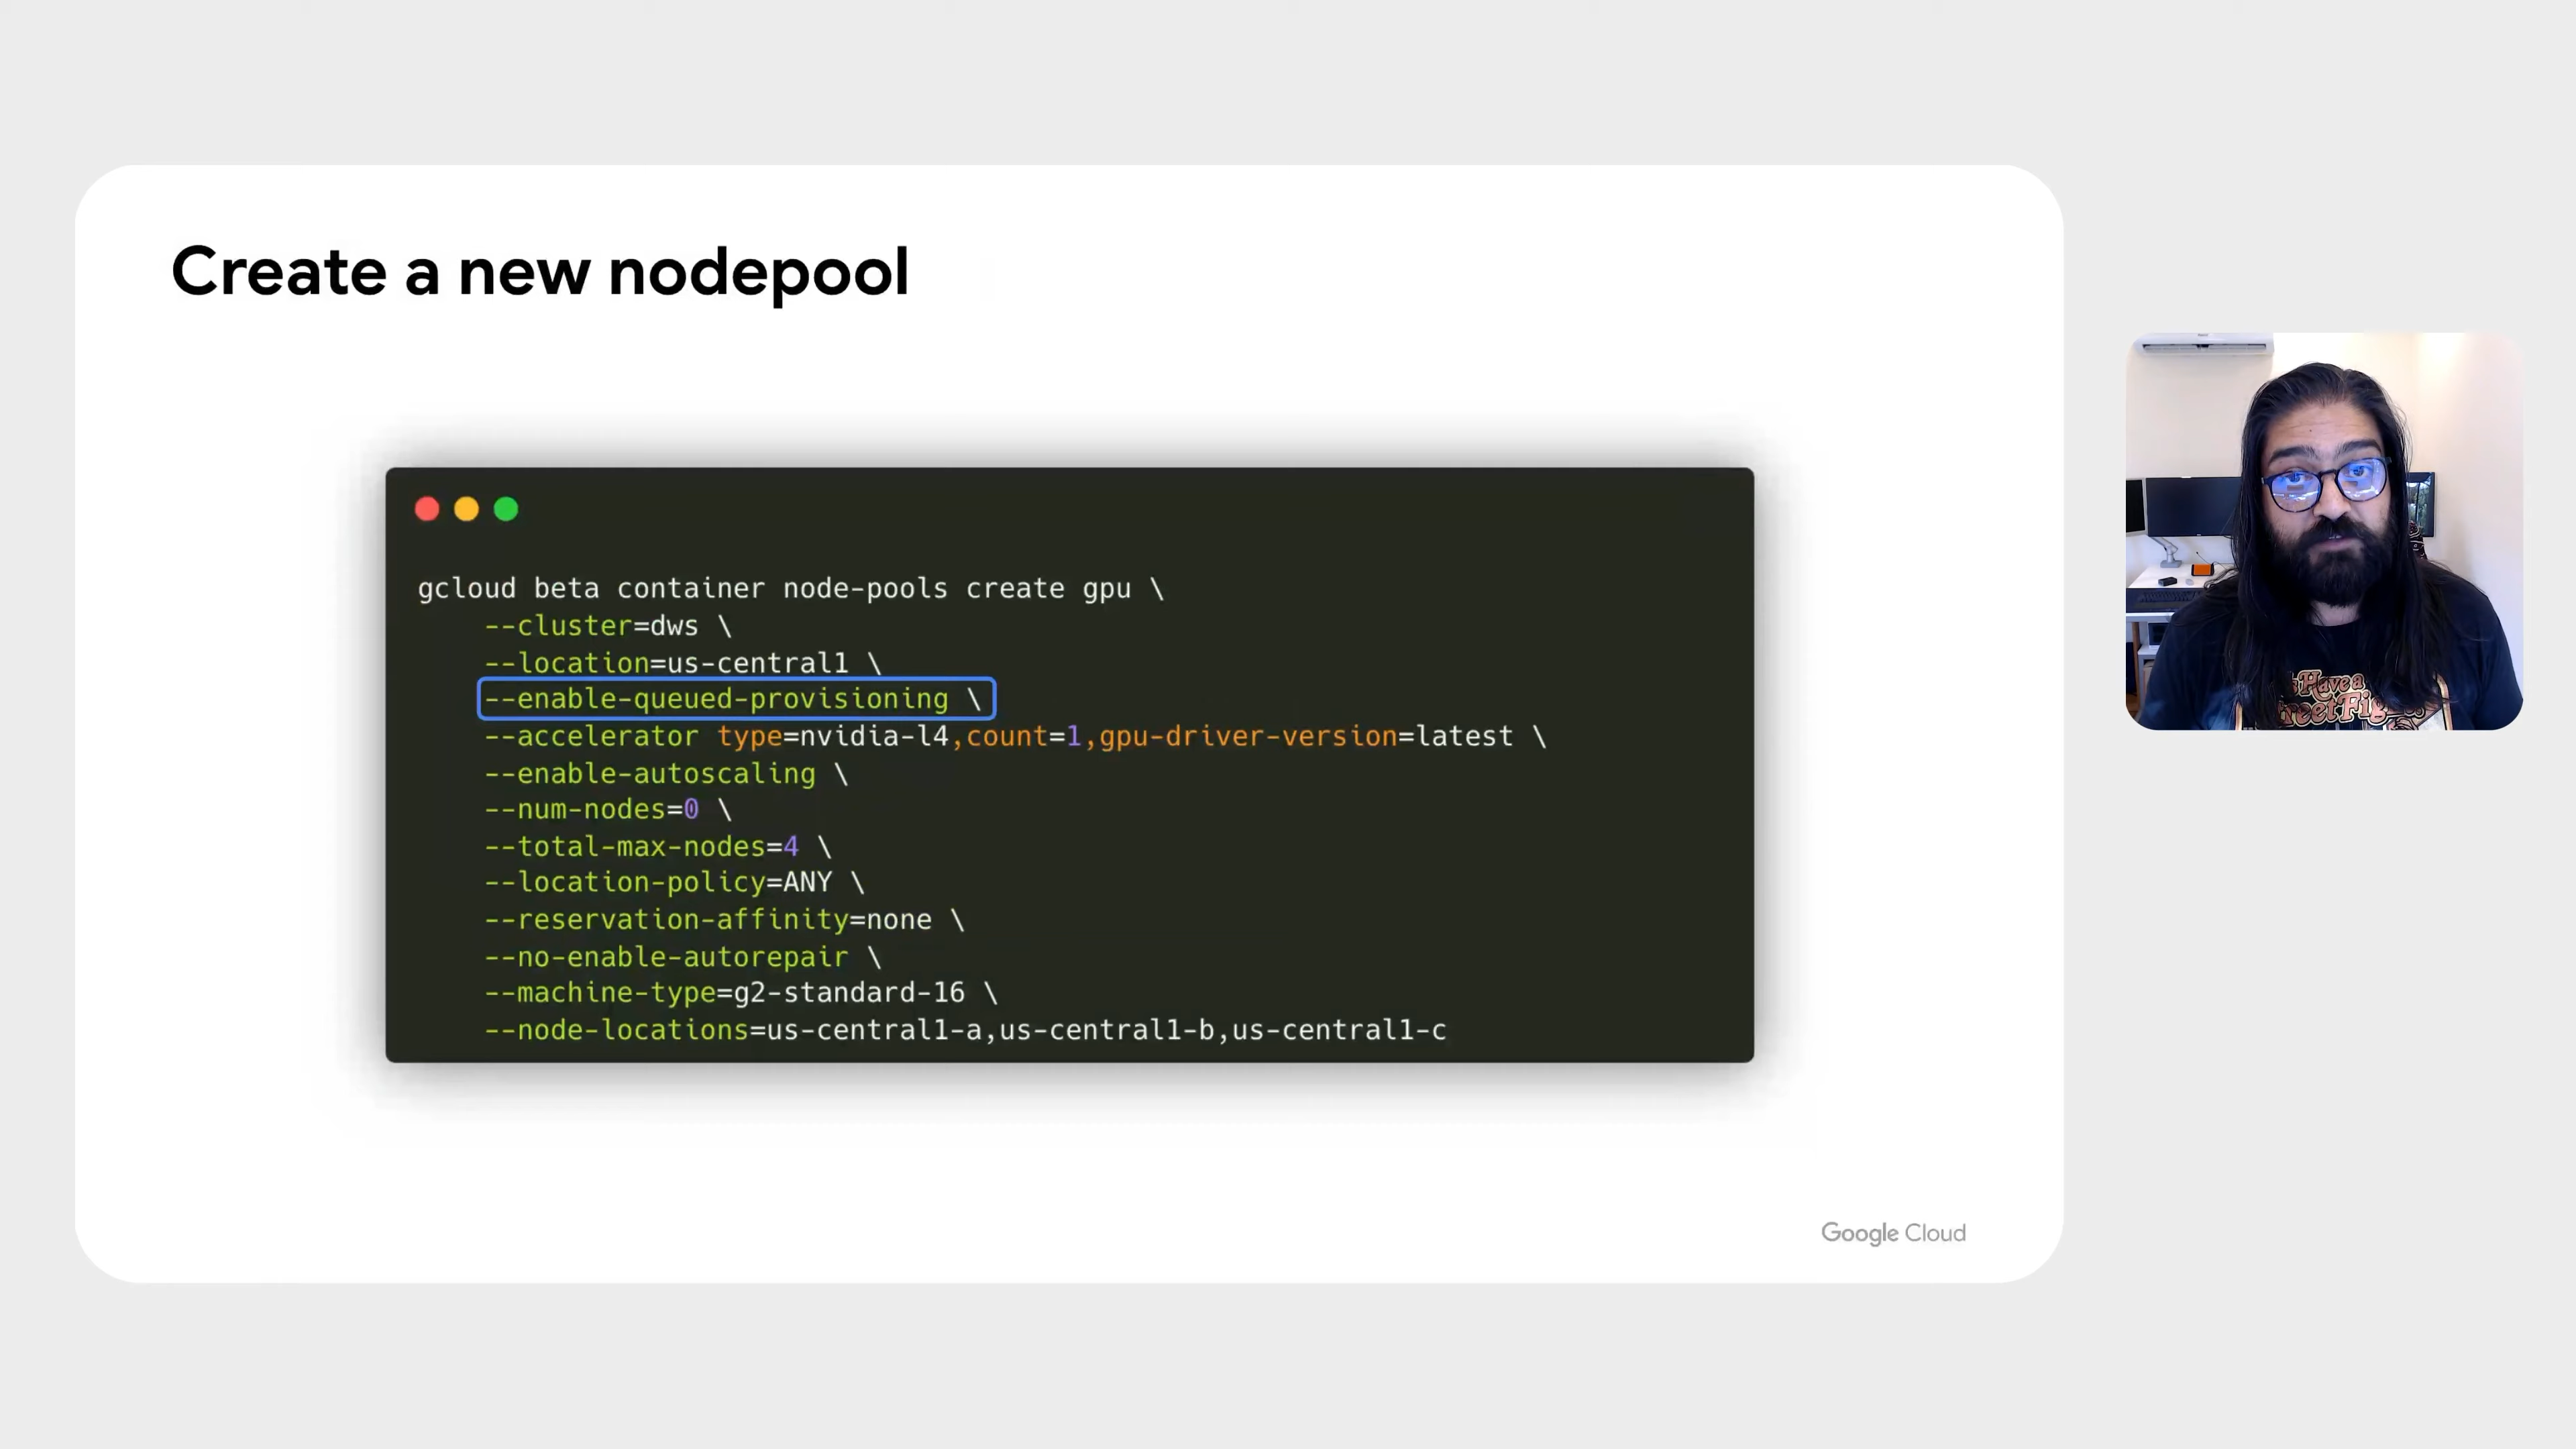 Create a new nodepool
gcloud beta container node-pools create gpu \
--cluster=dws \
--location=us-central1 \
--enable-queued-provisioning \
--accelerator type=nvidia-l4,count=1,gpu-driver-version=latest \
--enable-autoscaling \
--num-nodes=0 \
--total-max-nodes=4 \
--location-policy=ANY \
--reservation-affinity=none \
--no-enable-autorepair \
--machine-type=g2-standard-16 \
--node-locations=us-central1-a,us-central1-b,us-central1-c
Google Cloud
Have a